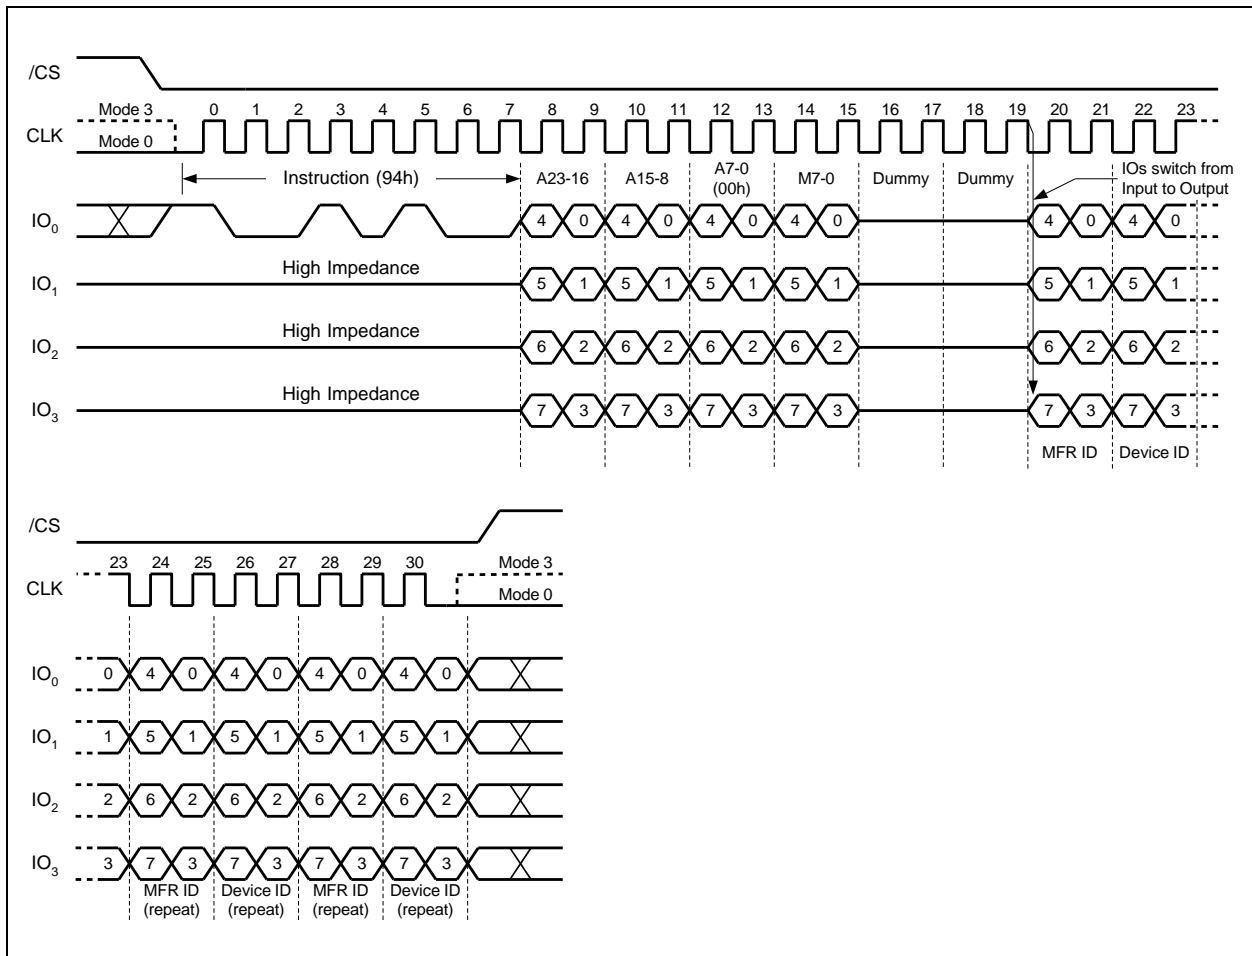 /CS
Mode 3 0 1 2 3 4 5 6 7 8 9 10 11 12 13 14 15 16 17 18 19 20 21 22 23
CLK Mode 0
Instruction (94h) A23-16 A15-8 A7-0 (00h) M7-0 Dummy Dummy IOs switch from Input to Output
IO0 4 0 4 0 4 0 4 0 4 0 4 0
High Impedance
IO1 5 1 5 1 5 1 5 1 5 1 5 1
High Impedance
IO2 6 2 6 2 6 2 6 2 6 2 6 2
High Impedance
IO3 7 3 7 3 7 3 7 3 7 3 7 3
MFR ID Device ID
/CS
23 24 25 26 27 28 29 30 Mode 3
CLK Mode 0
IO0 0 4 0 4 0 4 0 4 0
IO1 1 5 1 5 1 5 1 5 1
IO2 2 6 2 6 2 6 2 6 2
IO3 3 7 3 7 3 7 3 7 3
MFR ID Device ID MFR ID Device ID
(repeat) (repeat) (repeat) (repeat)